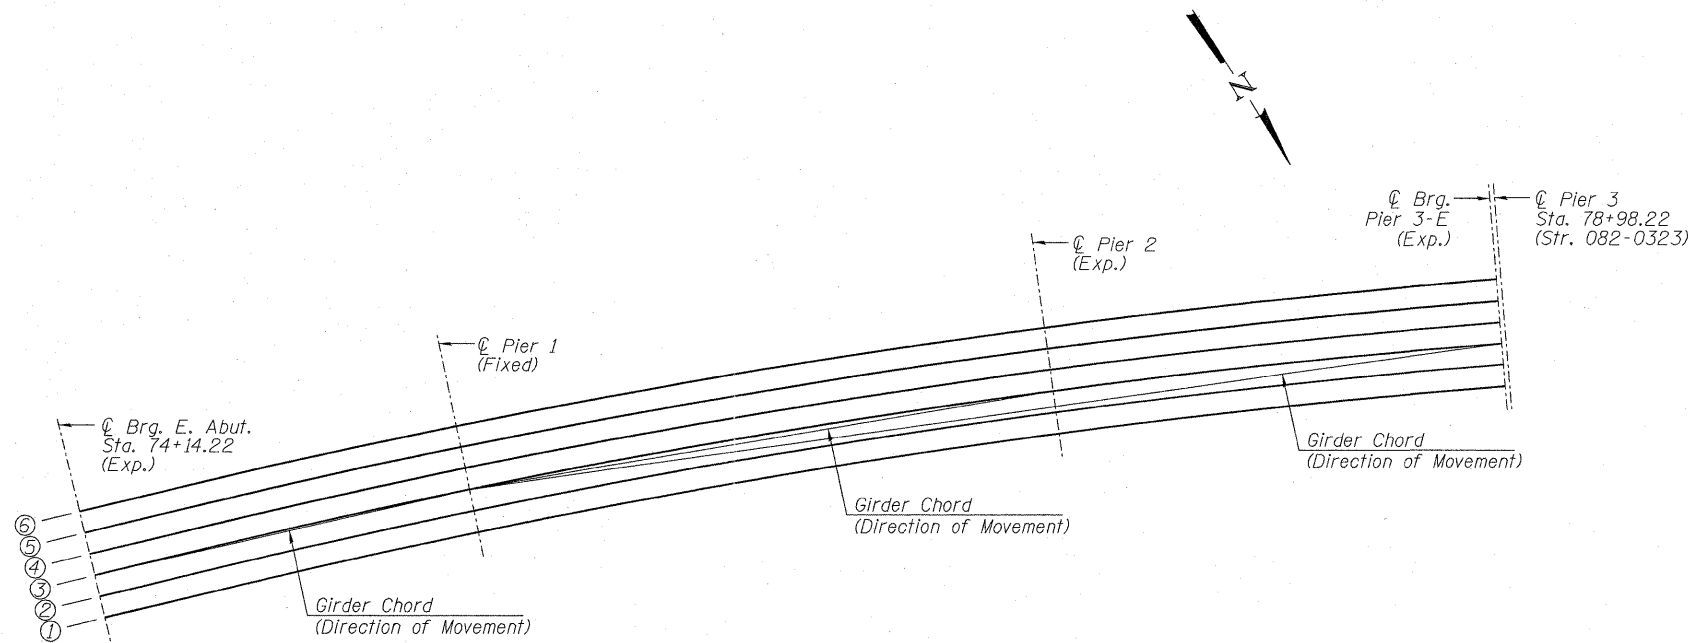 N
℄ Brg.
Pier 3-E
(Exp.)
℄ Pier 3
Sta. 78+98.22
(Str. 082-0323)
℄ Pier 2
(Exp.)
℄ Pier 1
(Fixed)
℄ Brg. E. Abut.
Sta. 74+14.22
(Exp.)
Girder Chord
(Direction of Movement)
Girder Chord
(Direction of Movement)
Girder Chord
(Direction of Movement)
6
5
4
3
2
1